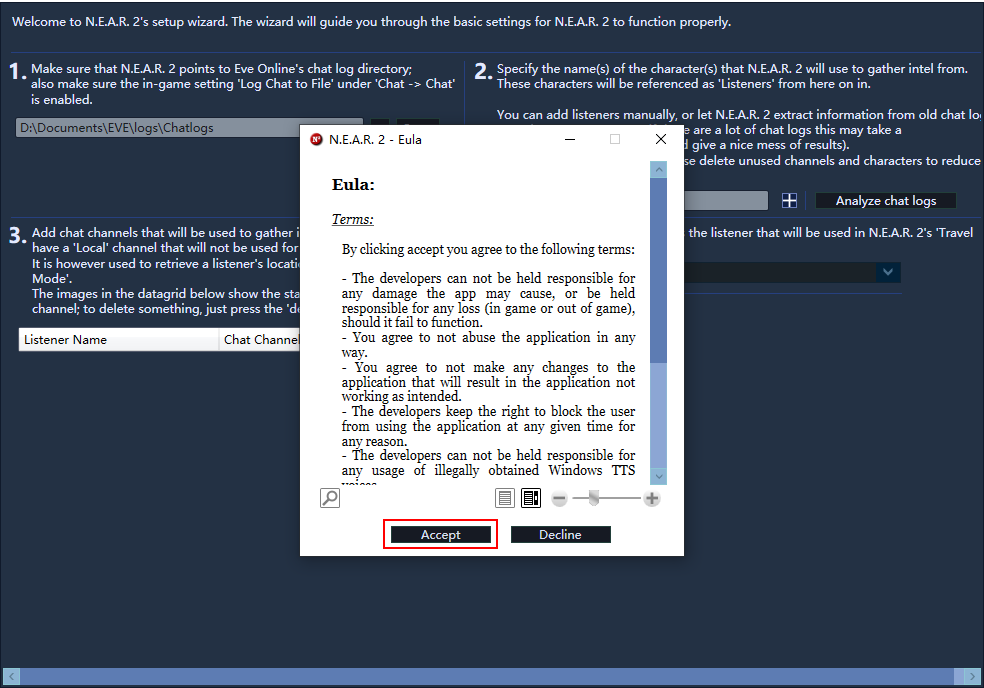 Welcome to N.E.A.R. 2's setup wizard. The wizard will guide you through the basic settings for N.E.A.R. 2 to function properly.
1. Make sure that N.E.A.R. 2 points to Eve Online's chat log directory;
also make sure the in-game setting 'Log Chat to File' under 'Chat -> Chat'
is enabled.
D:\Documents\EVE\logs\Chatlogs
2. Specify the name(s) of the character(s) that N.E.A.R. 2 will use to gather intel from.
These characters will be referenced as 'Listeners' from here on in.
You can add listeners manually, or let N.E.A.R. 2 extract information from old chat lo
e are a lot of chat logs this may take a
d give a nice mess of results).
se delete unused channels and characters to reduce
Analyze chat logs
3. Add chat channels that will be used to gather i
have a 'Local' channel that will not be used for
It is however used to retrieve a listener's locati
Mode'.
The images in the datagrid below show the sta
channel; to delete something, just press the 'd
Listener Name
Chat Channel
s the listener that will be used in N.E.A.R. 2's 'Travel
N.E.A.R. 2 - Eula
Eula:
Terms:
By clicking accept you agree to the following terms:
- The developers can not be held responsible for
any damage the app may cause, or be held
responsible for any loss (in game or out of game),
should it fail to function.
- You agree to not abuse the application in any
way.
- You agree to not make any changes to the
application that will result in the application not
working as intended.
- The developers keep the right to block the user
from using the application at any given time for
any reason.
- The developers can not be held responsible for
any usage of illegally obtained Windows TTS
voices.
Accept
Decline